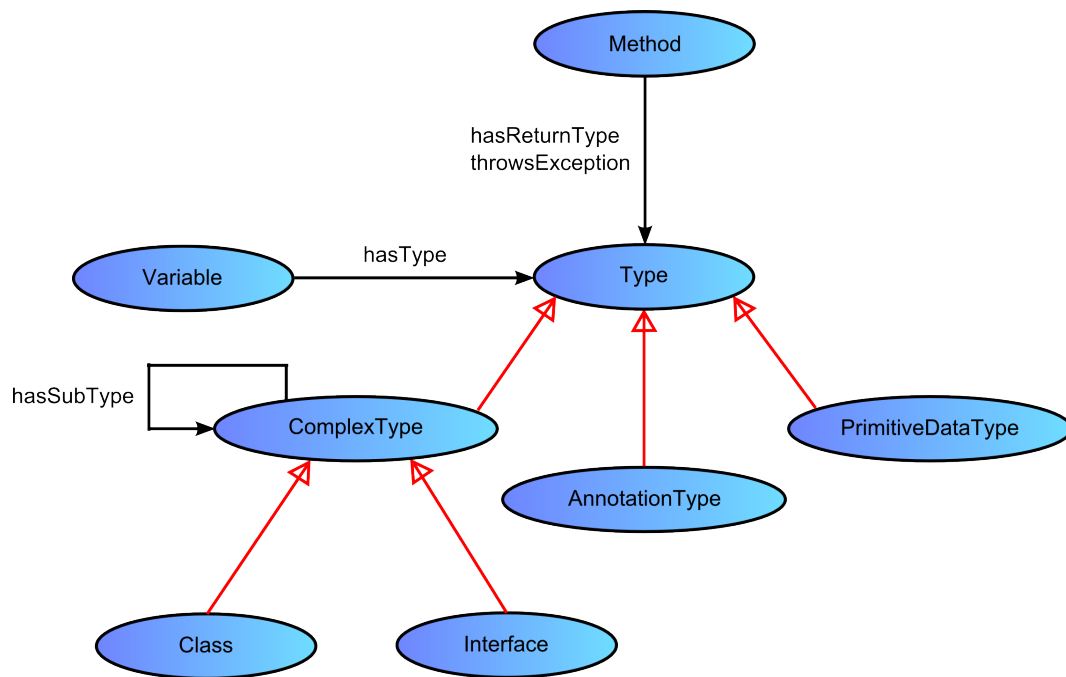 Method
hasReturnType
throwsException
hasType
Variable
Type
hasSubType
ComplexType
PrimitiveDataType
AnnotationType
Class
Interface